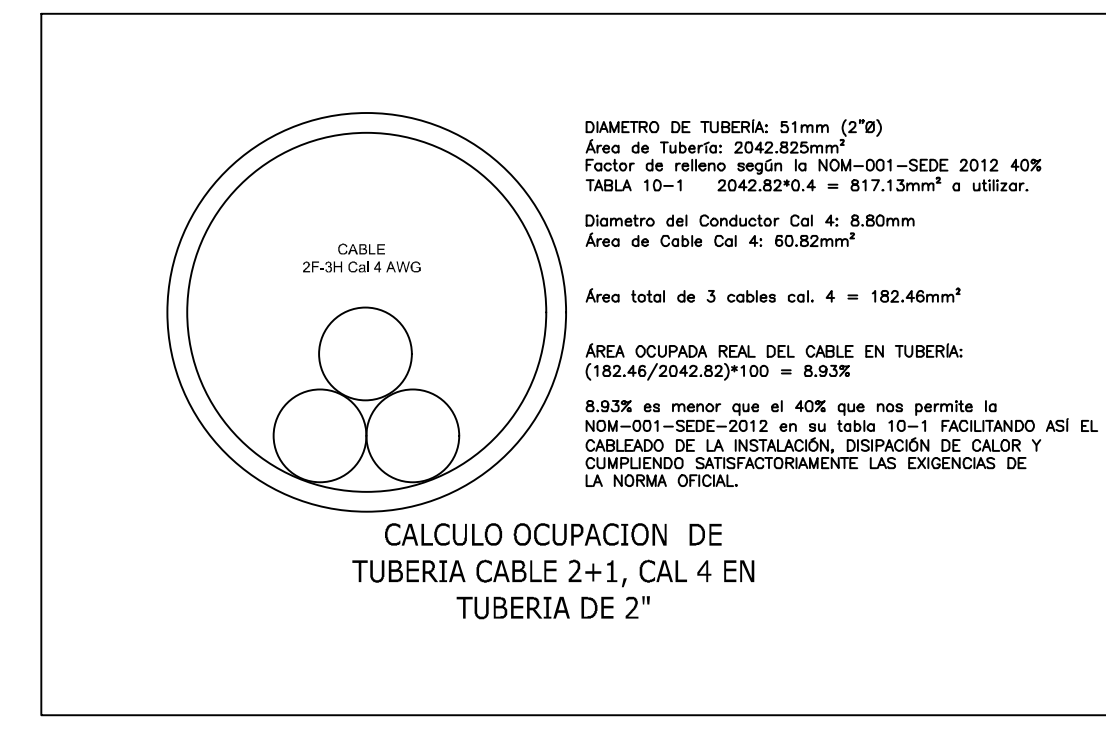 DIAMETRO DE TUBERÍA: 51mm (2"Ø)
Área de Tubería: 2042.825mm²
Factor de relleno según la NOM-001-SEDE 2012 40%
TABLA 10-1 2042.82*0.4 = 817.13mm² a utilizar.
Diametro del Conductor Cal 4: 8.80mm
Área de Cable Cal 4: 60.82mm²
CABLE
2F-3H Cal 4 AWG
Área total de 3 cables cal. 4 = 182.46mm²
ÁREA OCUPADA REAL DEL CABLE EN TUBERÍA:
(182.46/2042.82)*100 = 8.93%
8.93% es menor que el 40% que nos permite la
NOM-001-SEDE-2012 en su tabla 10-1 FACILITANDO ASÍ EL
CABLEADO DE LA INSTALACIÓN, DISIPACIÓN DE CALOR Y
CUMPLIENDO SATISFACTORIAMENTE LAS EXIGENCIAS DE
LA NORMA OFICIAL.
CALCULO OCUPACION DE
TUBERIA CABLE 2+1, CAL 4 EN
TUBERIA DE 2"